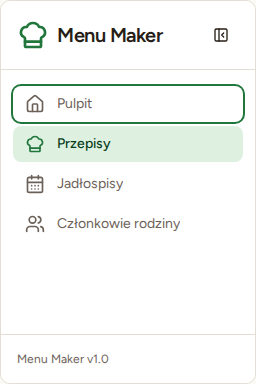 Menu Maker
Pulpit
Przepisy
Jadłospisy
Członkowie rodziny
Menu Maker v1.0